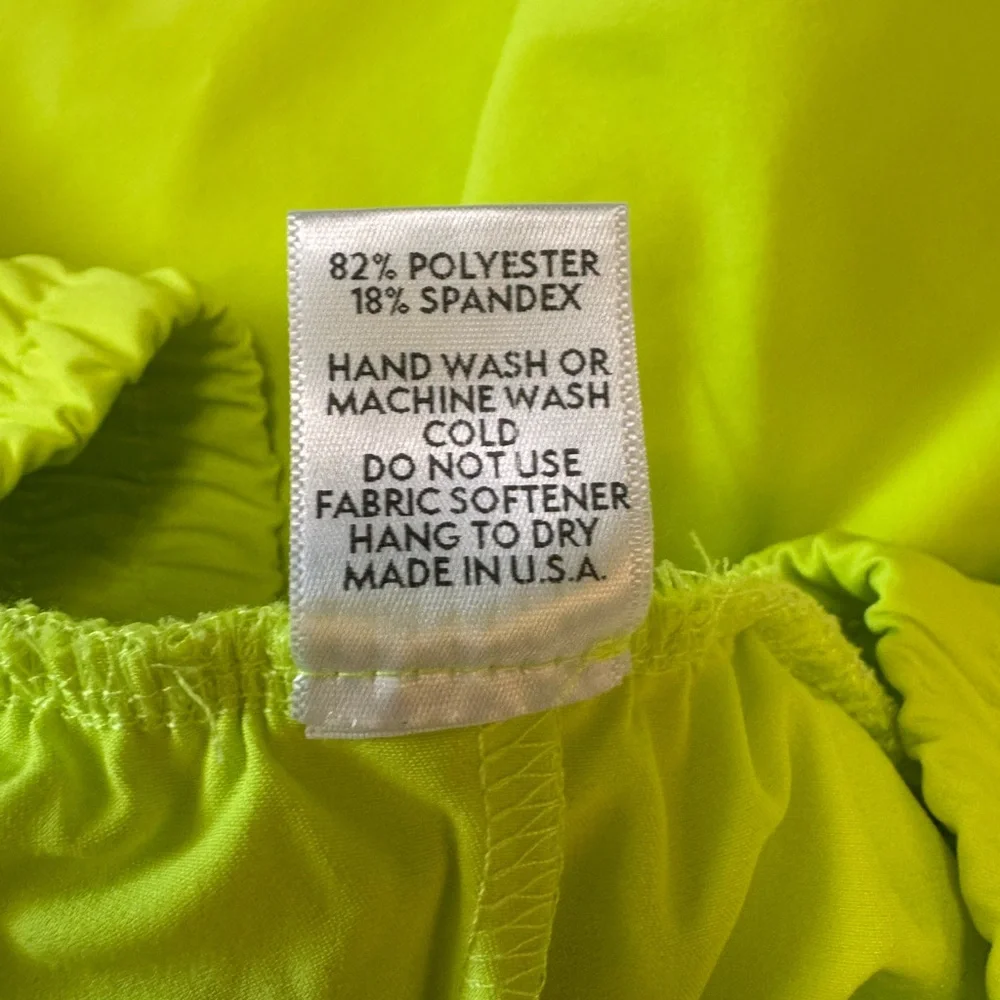 82% POLYESTER
18% SPANDEX
HAND WASH OR
MACHINE WASH
COLD
DO NOT USE
FABRIC SOFTENER
HANG TO DRY
MADE IN U.S.A.